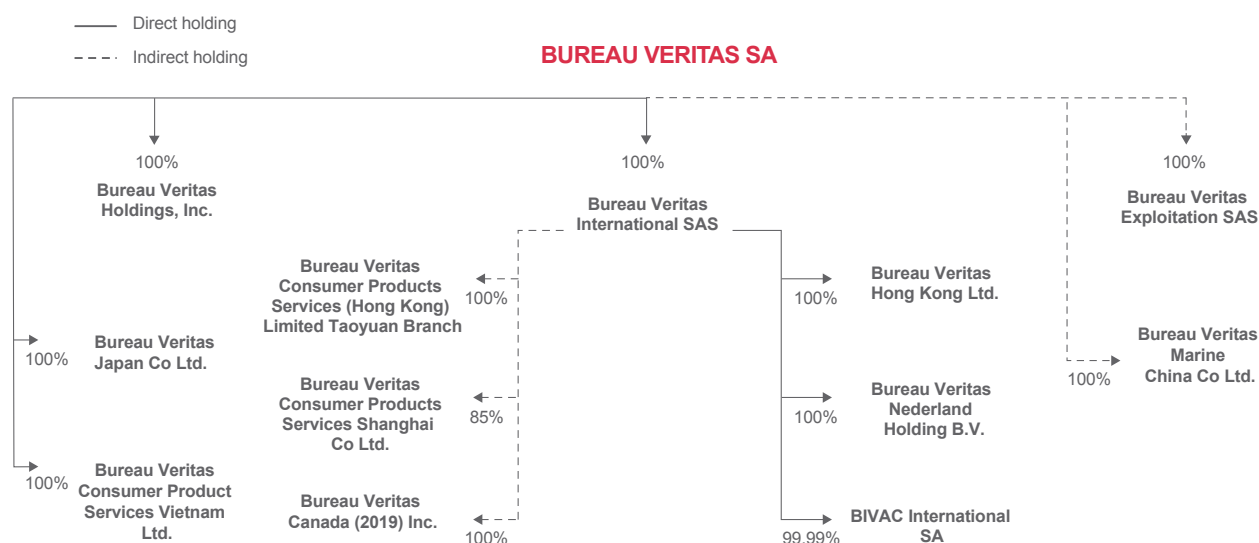 Direct holding
Indirect holding
BUREAU VERITAS SA
100%
Bureau Veritas
Holdings, Inc.
100%
Bureau Veritas
International SAS
100%
Bureau Veritas
Exploitation SAS
100%
Bureau Veritas
Japan Co Ltd.
100%
Bureau Veritas
Consumer Product
Services Vietnam
Ltd.
Bureau Veritas
Consumer Products
Services (Hong Kong)
Limited Taoyuan Branch
100%
Bureau Veritas
Consumer Products
Services Shanghai
Co Ltd.
85%
Bureau Veritas
Canada (2019) Inc.
100%
100%
Bureau Veritas
Hong Kong Ltd.
100%
Bureau Veritas
Nederland
Holding B.V.
99.99%
BIVAC International
SA
100%
Bureau Veritas
Marine
China Co Ltd.